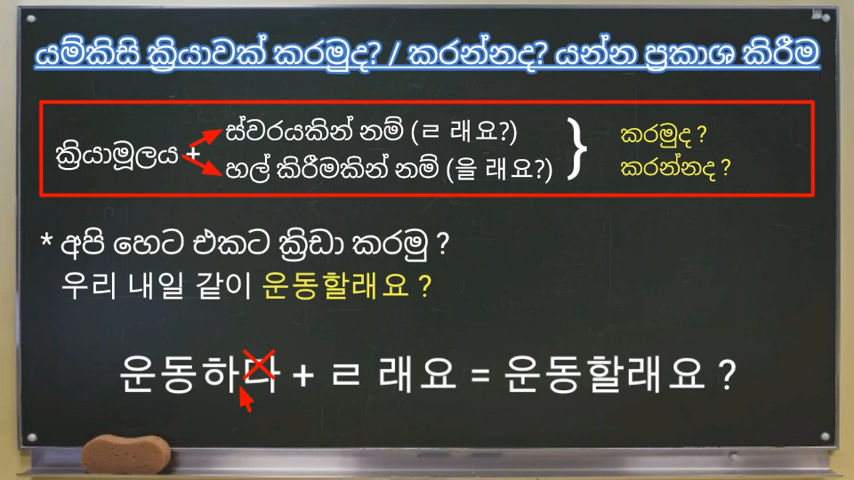 යම්කිසි ක්‍රියාවක් කරමුද? / කරන්නද? යන්න ප්‍රකාශ කිරීම
ක්‍රියාමූලය +
ස්වරයකින් නම් (ㄹ 래요?)
හල් කිරීමකින් නම් (을 래요?)
}
කරමුද ?
කරන්නද ?
* අපි හෙට එකට ක්‍රිඩා කරමු ?
우리 내일 같이 운동할래요 ?
운동하다 + ㄹ 래요 = 운동할래요 ?